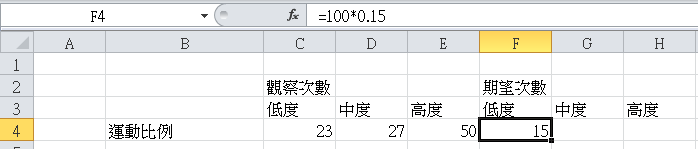 F4 fx =100*0.15
A B C D E F G H
1
2 觀察次數 期望次數
3 低度 中度 高度 低度 中度 高度
4 運動比例 23 27 50 15